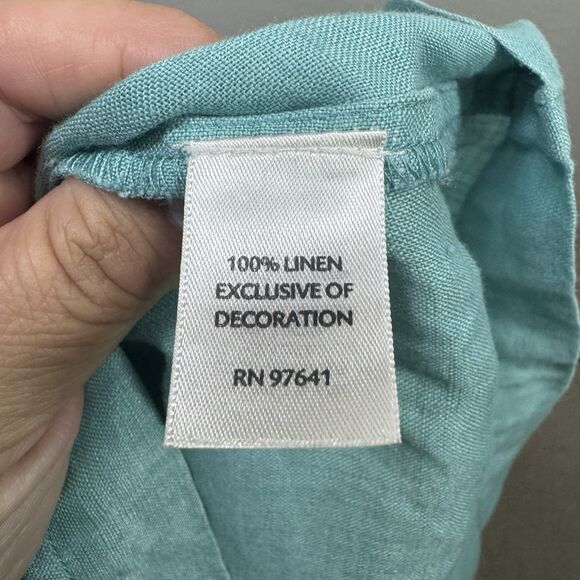 100% LINEN
EXCLUSIVE OF
DECORATION
RN 97641